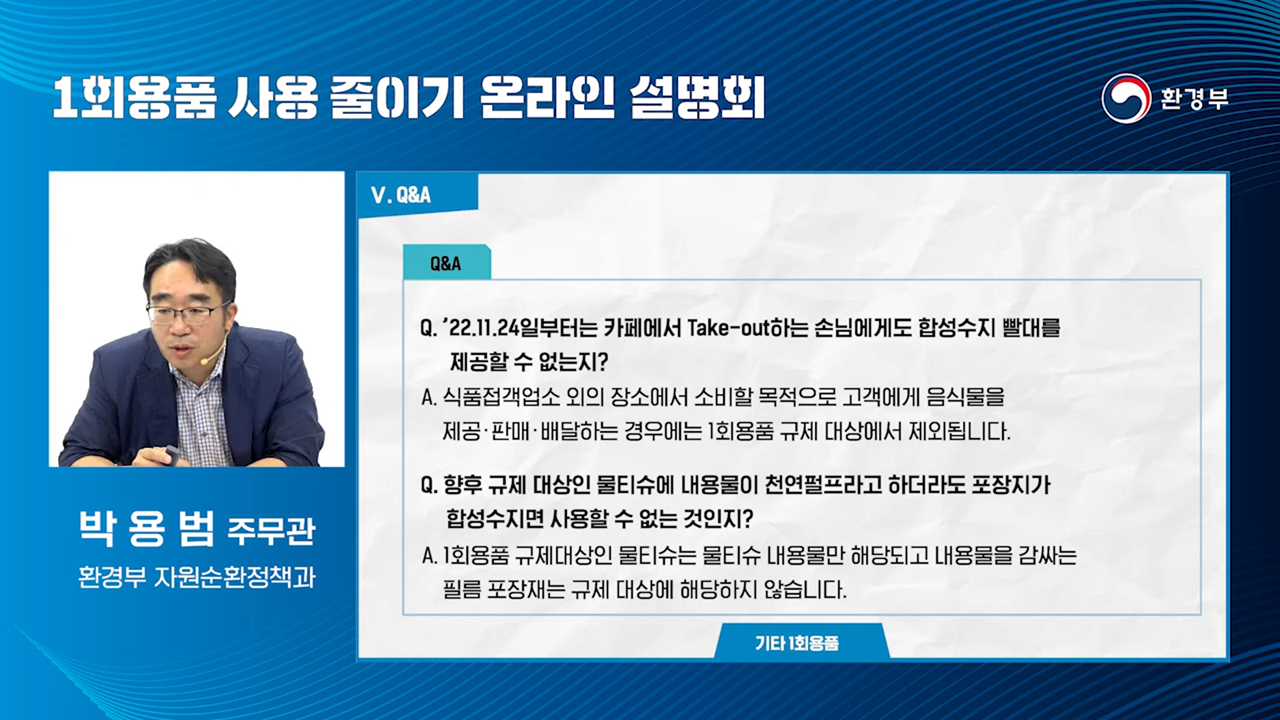 1회용품 사용 줄이기 온라인 설명회
환경부
Ⅴ. Q&A
Q&A
Q. ’22.11.24일부터는 카페에서 Take-out하는 손님에게도 합성수지 빨대를
제공할 수 없는지?
A. 식품접객업소 외의 장소에서 소비할 목적으로 고객에게 음식물을
제공·판매·배달하는 경우에는 1회용품 규제 대상에서 제외됩니다.
Q. 향후 규제 대상인 물티슈에 내용물이 천연펄프라고 하더라도 포장지가
합성수지면 사용할 수 없는 것인지?
A. 1회용품 규제대상인 물티슈는 물티슈 내용물만 해당되고 내용물을 감싸는
필름 포장재는 규제 대상에 해당하지 않습니다.
기타 1회용품
박용범 주무관
환경부 자원순환정책과